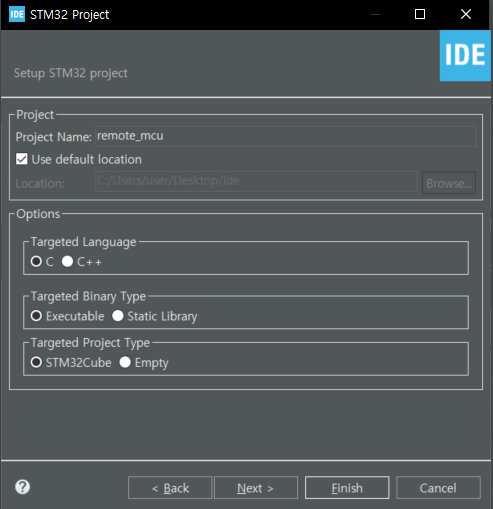 IDE STM32 Project
IDE
Setup STM32 project
Project
Project Name: remote_mcu
Use default location
Location: C:/Users/user/Desktop/ide Browse...
Options
Targeted Language
C C++
Targeted Binary Type
Executable Static Library
Targeted Project Type
STM32Cube Empty
? < Back Next > Finish Cancel